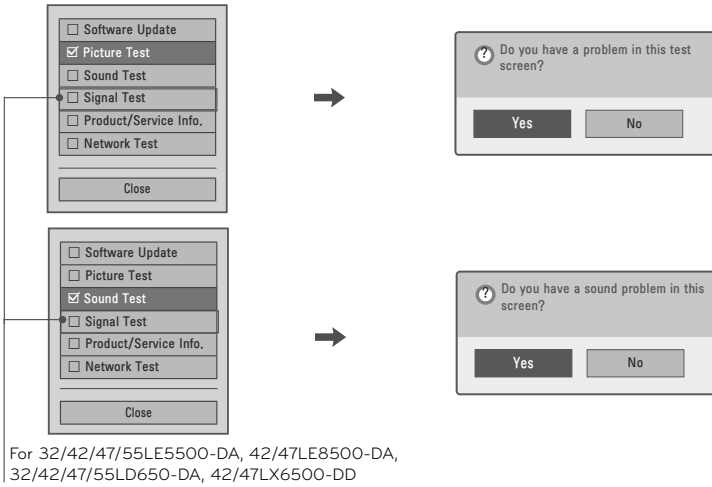 Software Update
Picture Test
Sound Test
Signal Test
Product/Service Info.
Network Test
Close
Do you have a problem in this test
screen?
Yes No
Software Update
Picture Test
Sound Test
Signal Test
Product/Service Info.
Network Test
Close
Do you have a sound problem in this
screen?
Yes No
For 32/42/47/55LE5500-DA, 42/47LE8500-DA,
32/42/47/55LD650-DA, 42/47LX6500-DD